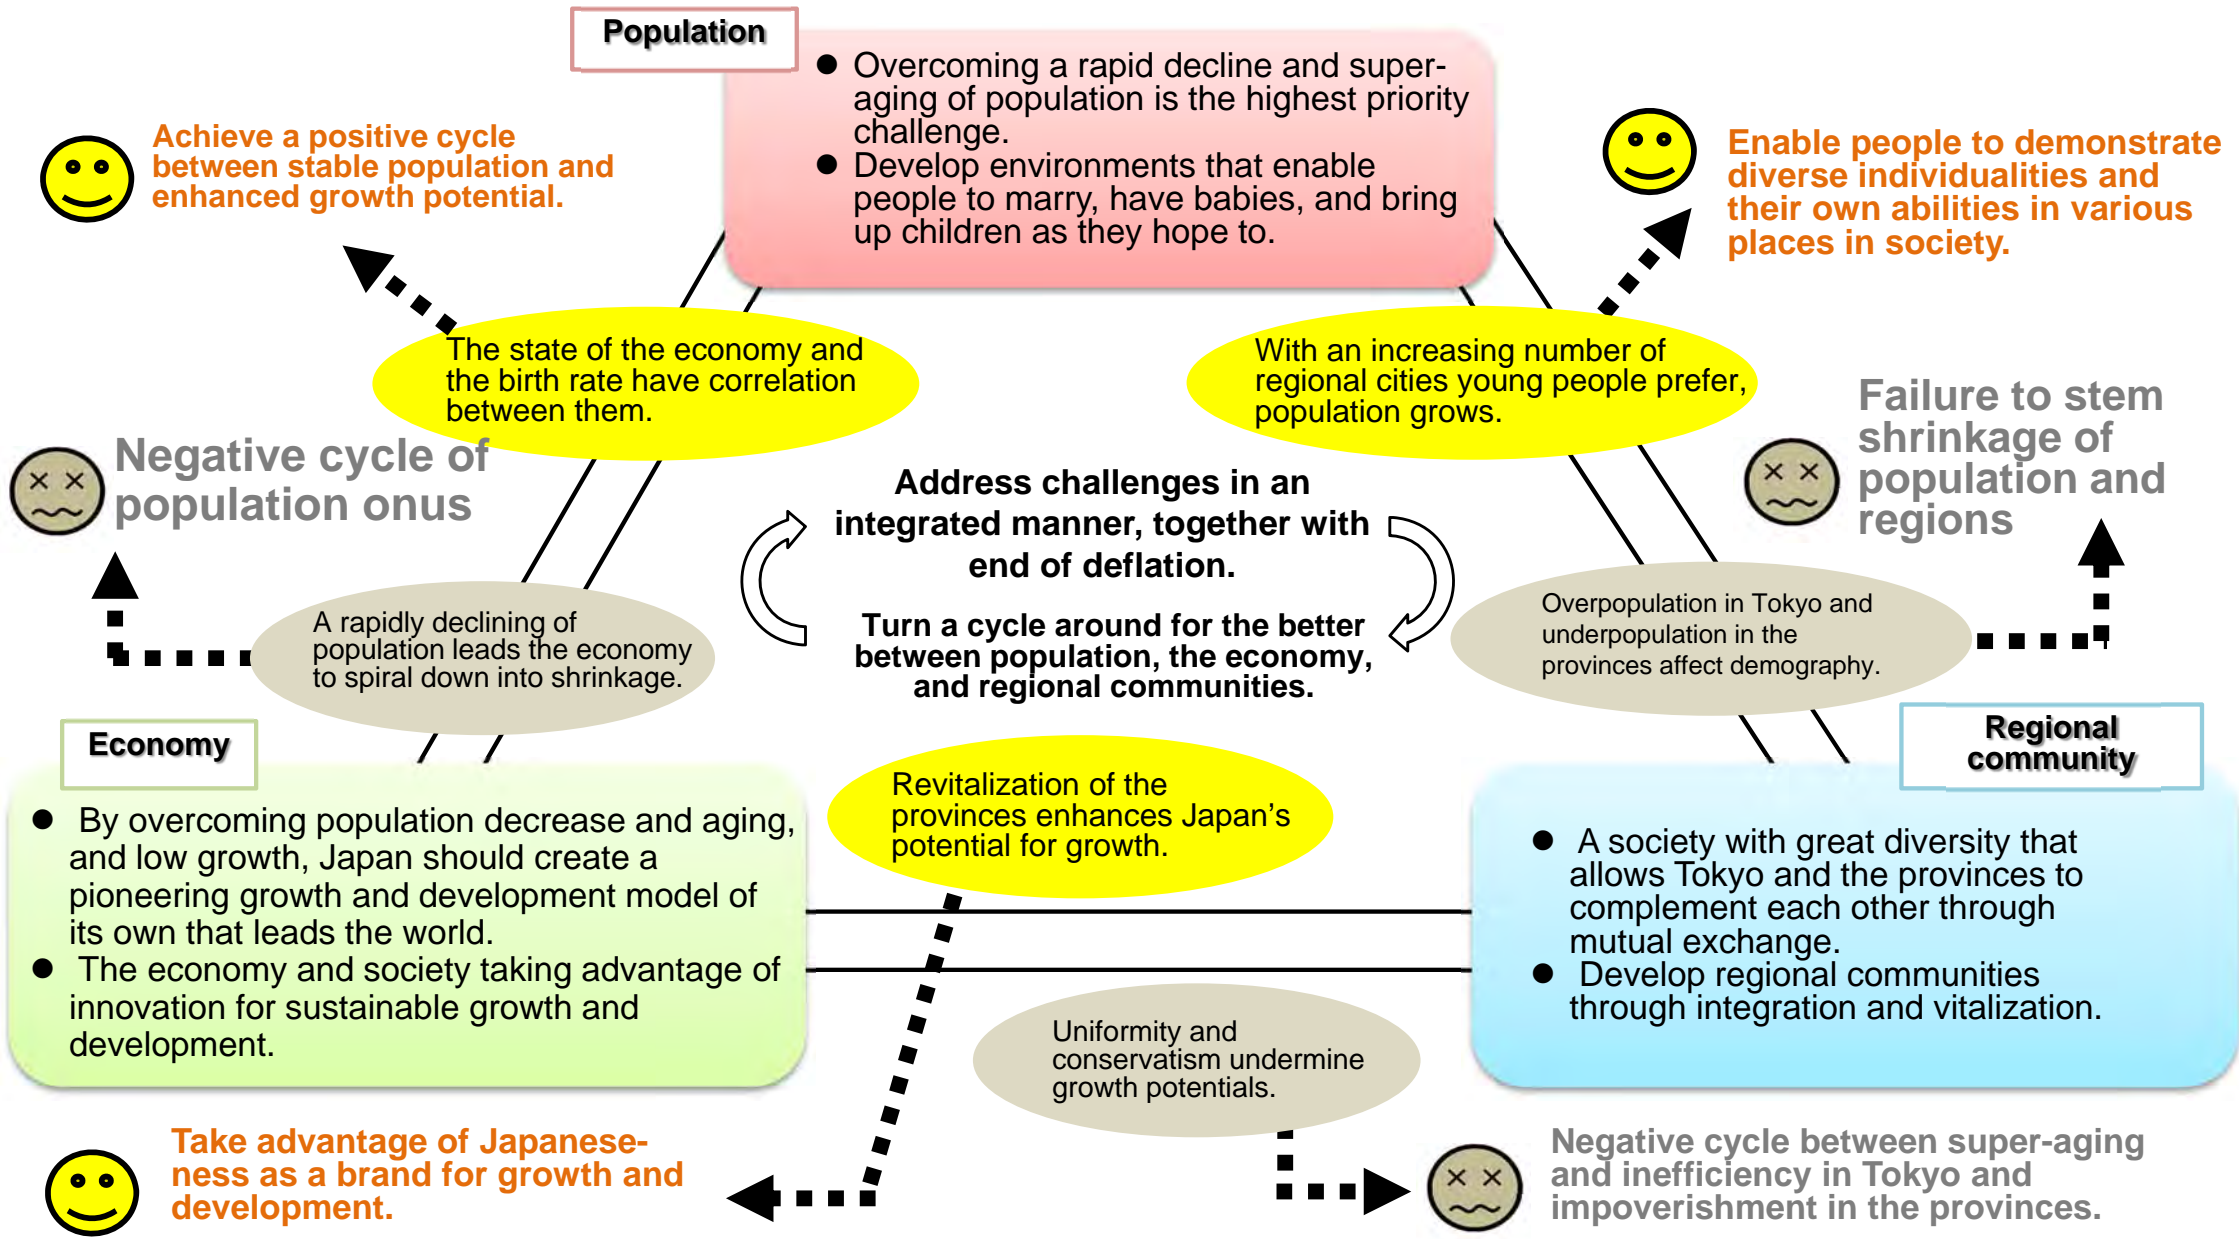 Population
● Overcoming a rapid decline and super-
aging of population is the highest priority
challenge.
● Develop environments that enable
people to marry, have babies, and bring
up children as they hope to.
Achieve a positive cycle
between stable population and
enhanced growth potential.
Enable people to demonstrate
diverse individualities and
their own abilities in various
places in society.
The state of the economy and
the birth rate have correlation
between them.
With an increasing number of
regional cities young people prefer,
population grows.
Negative cycle of
population onus
Failure to stem
shrinkage of
population and
regions
Address challenges in an
integrated manner, together with
end of deflation.
Turn a cycle around for the better
between population, the economy,
and regional communities.
A rapidly declining of
population leads the economy
to spiral down into shrinkage.
Overpopulation in Tokyo and
underpopulation in the
provinces affect demography.
Economy
● By overcoming population decrease and aging,
and low growth, Japan should create a
pioneering growth and development model of
its own that leads the world.
● The economy and society taking advantage of
innovation for sustainable growth and
development.
Revitalization of the
provinces enhances Japan’s
potential for growth.
Regional
community
● A society with great diversity that
allows Tokyo and the provinces to
complement each other through
mutual exchange.
● Develop regional communities
through integration and vitalization.
Uniformity and
conservatism undermine
growth potentials.
Take advantage of Japanese-
ness as a brand for growth and
development.
Negative cycle between super-aging
and inefficiency in Tokyo and
impoverishment in the provinces.